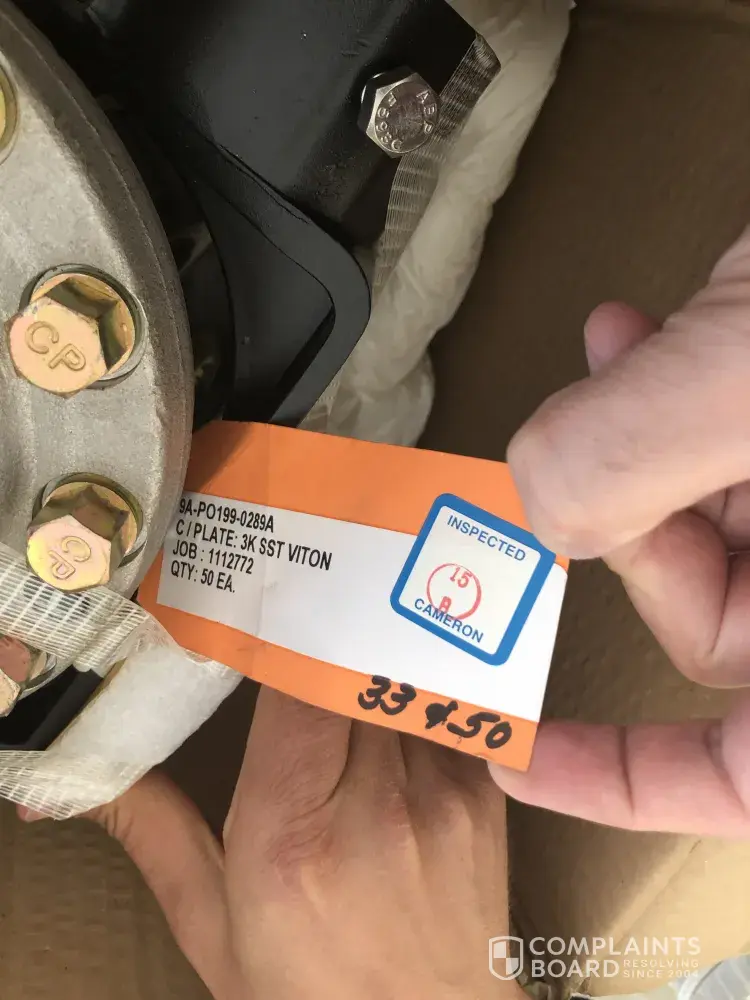 CP
CP
9A-PO199-0289A
C / PLATE: 3K SST VITON
JOB : 1112772
QTY: 50 EA.
INSPECTED
15
CAMERON
33 & 50
COMPLAINTS
BOARD RESOLVING
SINCE 2004